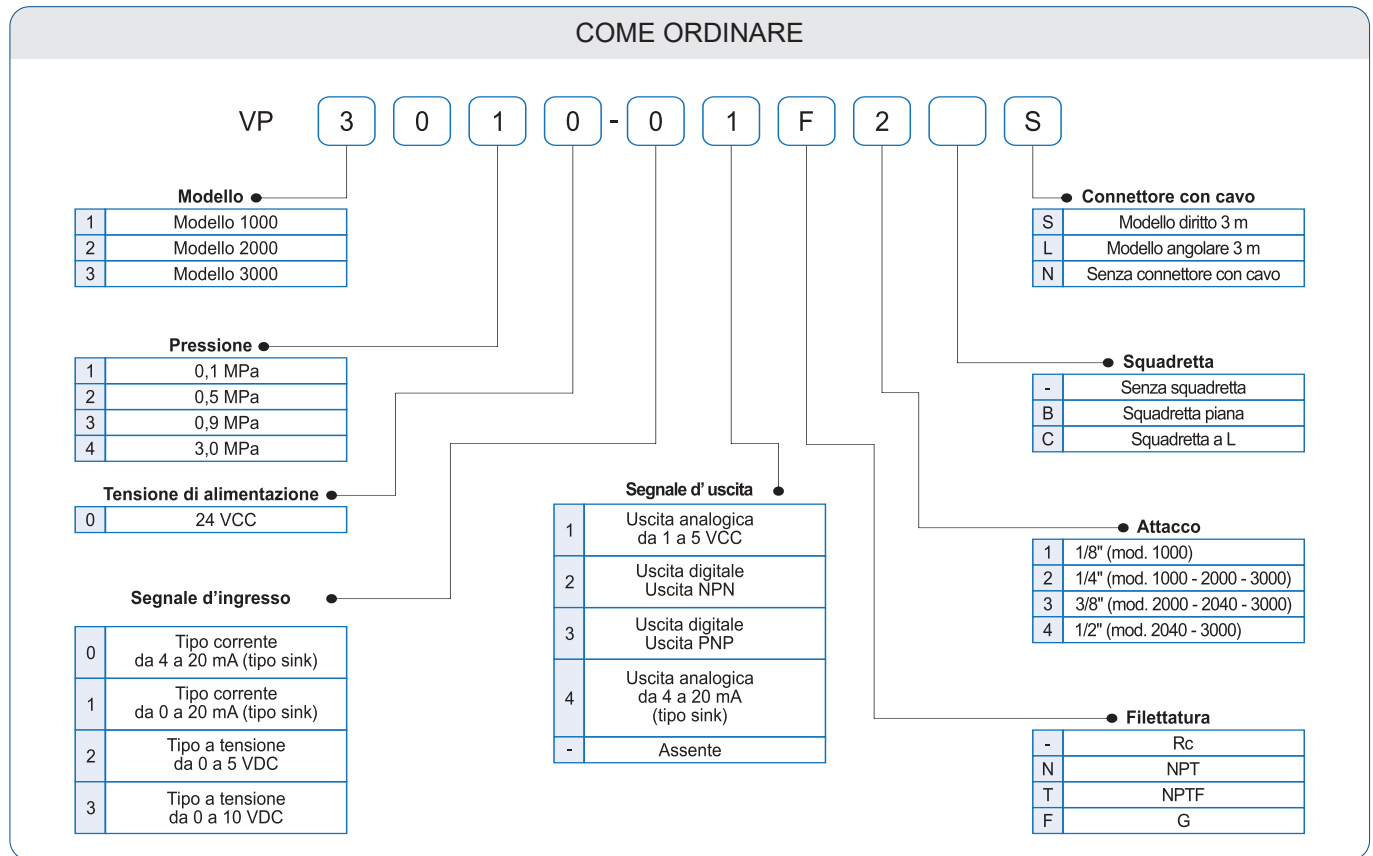 COME ORDINARE
VP 3 0 1 0 - 0 1 F 2 S
Modello
1 Modello 1000
2 Modello 2000
3 Modello 3000
Pressione
1 0,1 MPa
2 0,5 MPa
3 0,9 MPa
4 3,0 MPa
Tensione di alimentazione
0 24 VCC
Segnale d'ingresso
0 Tipo corrente
da 4 a 20 mA (tipo sink)
1 Tipo corrente
da 0 a 20 mA (tipo sink)
2 Tipo a tensione
da 0 a 5 VDC
3 Tipo a tensione
da 0 a 10 VDC
Segnale d' uscita
1 Uscita analogica
da 1 a 5 VCC
2 Uscita digitale
Uscita NPN
3 Uscita digitale
Uscita PNP
4 Uscita analogica
da 4 a 20 mA
(tipo sink)
- Assente
Connettore con cavo
S Modello diritto 3 m
L Modello angolare 3 m
N Senza connettore con cavo
Squadretta
- Senza squadretta
B Squadretta piana
C Squadretta a L
Attacco
1 1/8" (mod. 1000)
2 1/4" (mod. 1000 - 2000 - 3000)
3 3/8" (mod. 2000 - 2040 - 3000)
4 1/2" (mod. 2040 - 3000)
Filettatura
- Rc
N NPT
T NPTF
F G